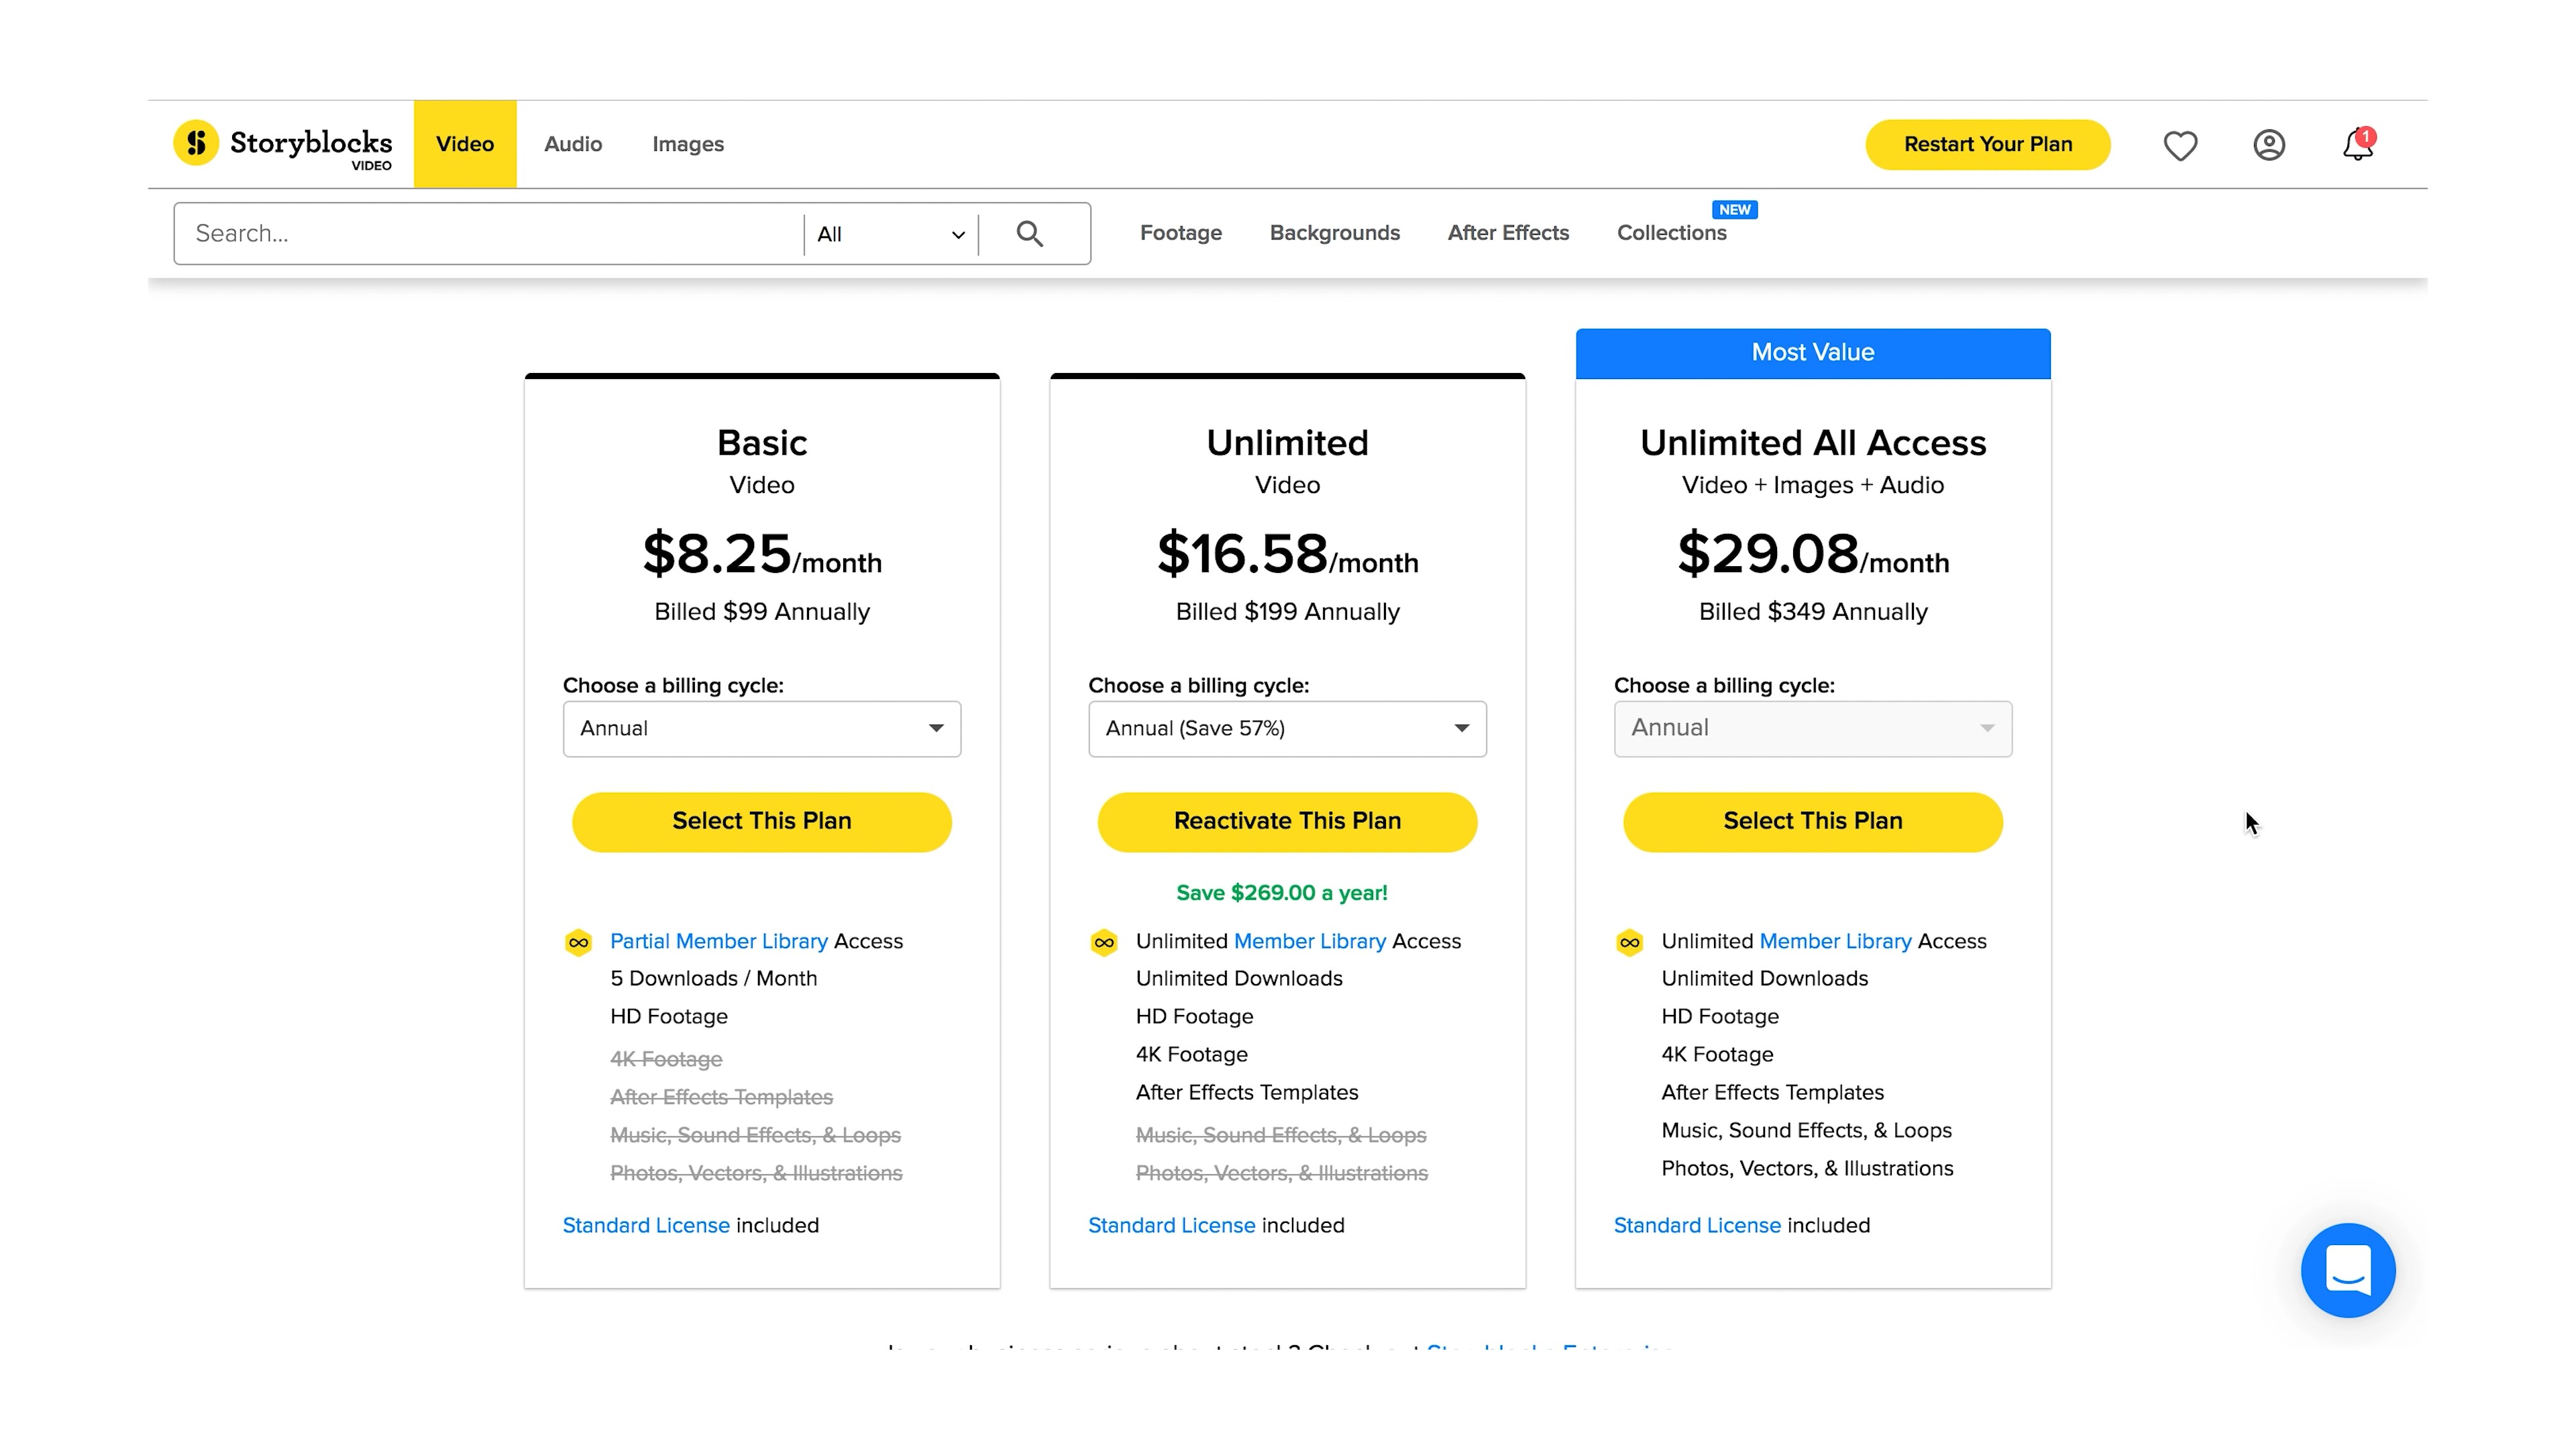 Storyblocks
VIDEO
Video
Audio
Images
Restart Your Plan
1
Search...
All
Footage
Backgrounds
After Effects
Collections
NEW
Basic
Video
$8.25/month
Billed $99 Annually
Choose a billing cycle:
Annual
Select This Plan
Partial Member Library Access
5 Downloads / Month
HD Footage
4K Footage
After Effects Templates
Music, Sound Effects, & Loops
Photos, Vectors, & Illustrations
Standard License included
Unlimited
Video
$16.58/month
Billed $199 Annually
Choose a billing cycle:
Annual (Save 57%)
Reactivate This Plan
Save $269.00 a year!
Unlimited Member Library Access
Unlimited Downloads
HD Footage
4K Footage
After Effects Templates
Music, Sound Effects, & Loops
Photos, Vectors, & Illustrations
Standard License included
Most Value
Unlimited All Access
Video + Images + Audio
$29.08/month
Billed $349 Annually
Choose a billing cycle:
Annual
Select This Plan
Unlimited Member Library Access
Unlimited Downloads
HD Footage
4K Footage
After Effects Templates
Music, Sound Effects, & Loops
Photos, Vectors, & Illustrations
Standard License included